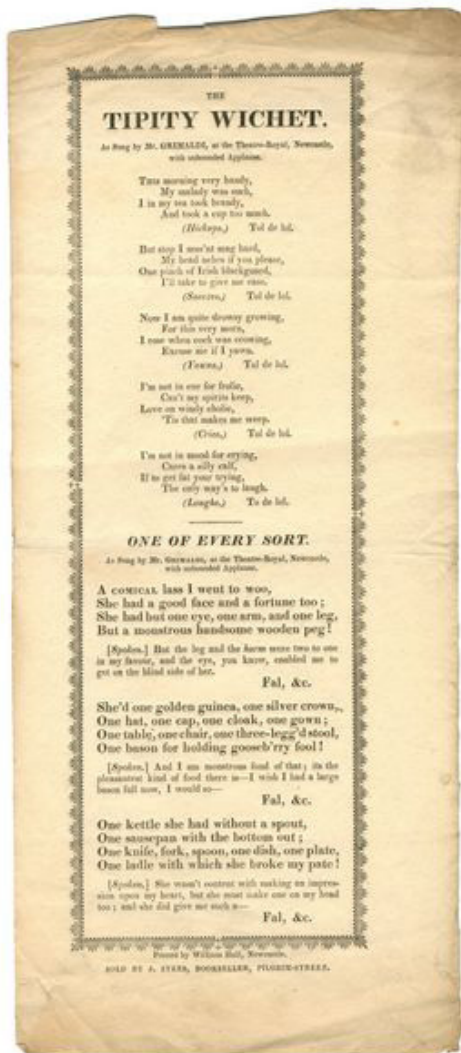 THE
TIPITY WICHET.
As Sung by Mr. GRIMALDI, at the Theatre-Royal, Newcastle,
with unbounded Applause.
THIS morning very handy,
My malady was such,
I in my tea took brandy,
And took a cup too much.
(Hickups,) Tol de lol.
But stop I mus'nt mag hard,
My head aches if you please,
One pinch of Irish blackguard,
I'll take to give me ease.
(Sneezes,) Tol de lol.
Now I am quite drowsy growing,
For this very morn,
I rose when cock was crowing,
Excuse me if I yawn.
(Yawns,) Tol de lol.
I'm not in cue for frolic,
Can't my spirits keep,
Love on windy cholic,
'Tis that makes me weep.
(Cries,) Tol de lol.
I'm not in mood for crying,
Cares a silly calf,
If to get fat your trying,
The only way's to laugh.
(Laughs,) To de lol.
ONE OF EVERY SORT.
As Sung by Mr. GRIMALDI, at the Theatre-Royal, Newcastle,
with unbounded Applause.
A COMICAL lass I went to woo,
She had a good face and a fortune too;
She had but one eye, one arm, and one leg,
But a monstrous handsome wooden peg!
[Spoken.] But the leg and the arms were two to one
in my favour, and the eye, you know, enabled me to
get on the blind side of her.
Fal, &c.
She'd one golden guinea, one silver crown,
One hat, one cap, one cloak, one gown;
One table, one chair, one three-legg'd stool,
One bason for holding gooseb'rry fool!
[Spoken.] And I am monstrous fond of that; its the
pleasantest kind of food there is—I wish I had a large
bason full now, I would so—
Fal, &c.
One kettle she had without a spout,
One sausepan with the bottom out;
One knife, fork, spoon, one dish, one plate,
One ladle with which she broke my pate!
[Spoken.] She wasn't content with making an impres-
sion upon my heart, but she must make one on my head
too; and she did give me such a—
Fal, &c.
Printed by William Hall, Newcastle.
SOLD BY J. SYKES, BOOKSELLER, PILGRIM-STREET.